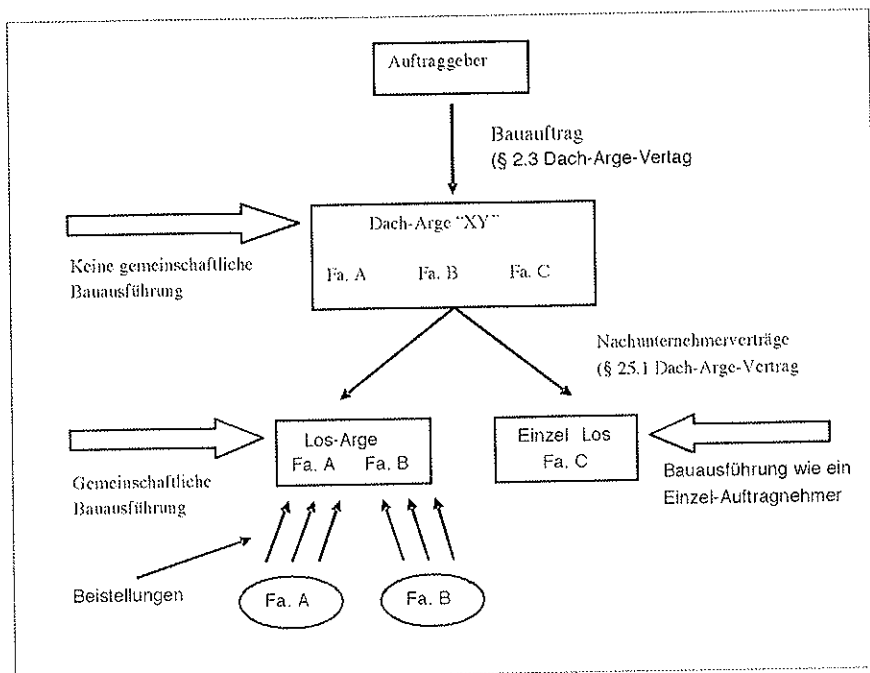 Auftraggeber
Bauauftrag
(§ 2.3 Dach-Arge-Vertag
Dach-Arge "XY"
Fa. A Fa. B Fa. C
Keine gemeinschaftliche
Bauausführung
Nachunternehmerverträge
(§ 25.1 Dach-Arge-Vertrag
Los-Arge
Fa. A Fa. B
Einzel Los
Fa. C
Gemeinschaftliche
Bauausführung
Bauausführung wie ein
Einzel-Auftragnehmer
Beistellungen
Fa. A
Fa. B